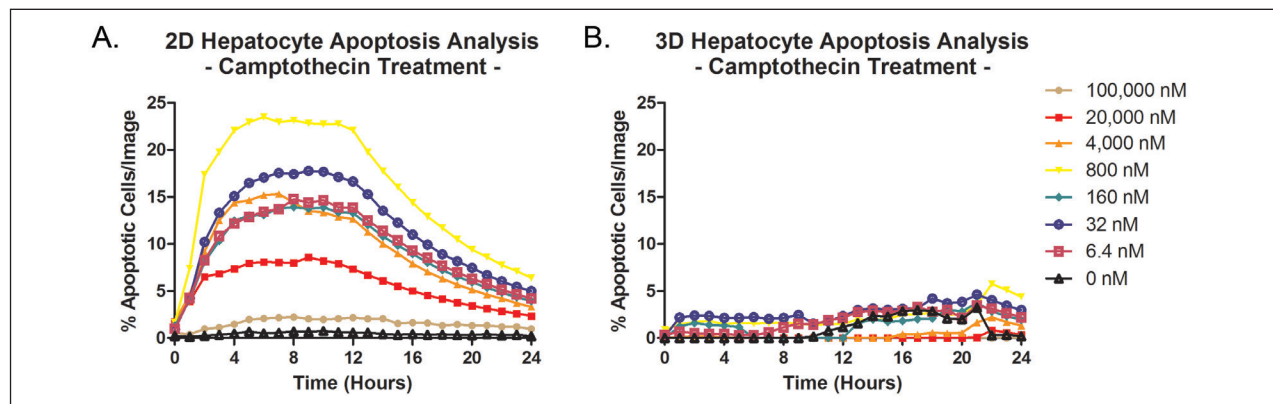 A.
2D Hepatocyte Apoptosis Analysis
- Camptothecin Treatment -
% Apoptotic Cells/Image
25
20
15
10
5
0
0 4 8 12 16 20 24
Time (Hours)
B.
3D Hepatocyte Apoptosis Analysis
- Camptothecin Treatment -
% Apoptotic Cells/Image
25
20
15
10
5
0
0 4 8 12 16 20 24
Time (Hours)
100,000 nM
20,000 nM
4,000 nM
800 nM
160 nM
32 nM
6.4 nM
0 nM